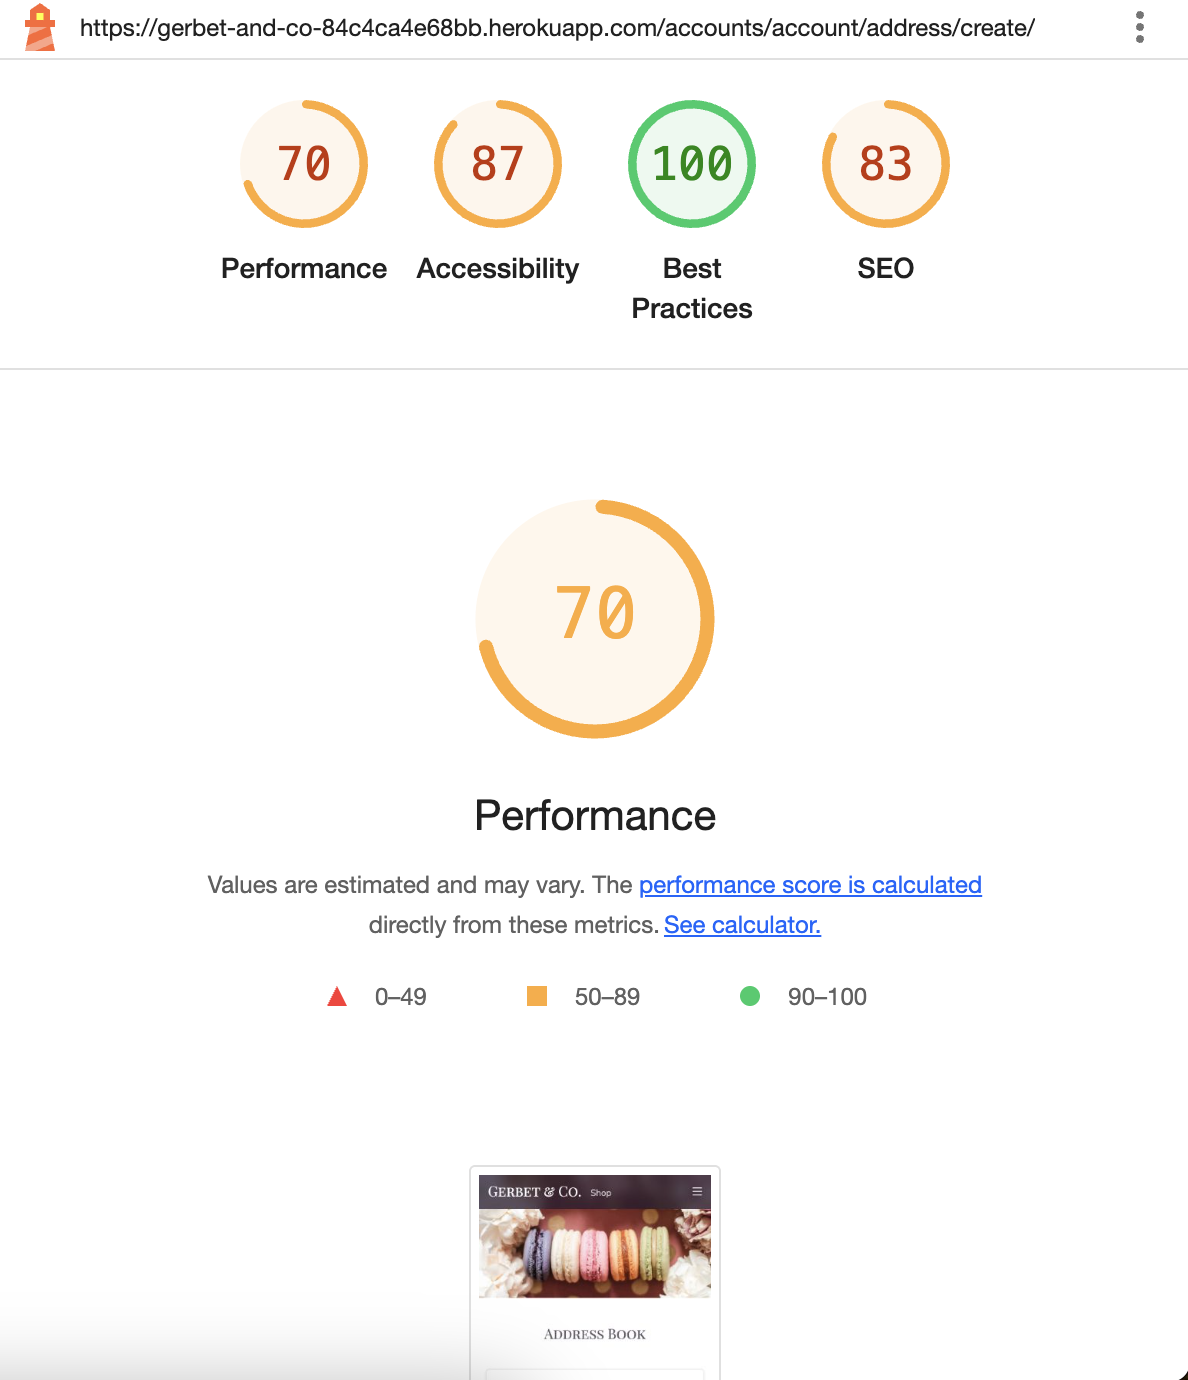 https://gerbet-and-co-84c4ca4e68bb.herokuapp.com/accounts/account/address/create/
70
87
100
83
Performance
Accessibility
Best
Practices
SEO
70
Performance
Values are estimated and may vary. The performance score is calculated
directly from these metrics. See calculator.
0–49
50–89
90–100
Gerbet & Co. Shop
Address Book